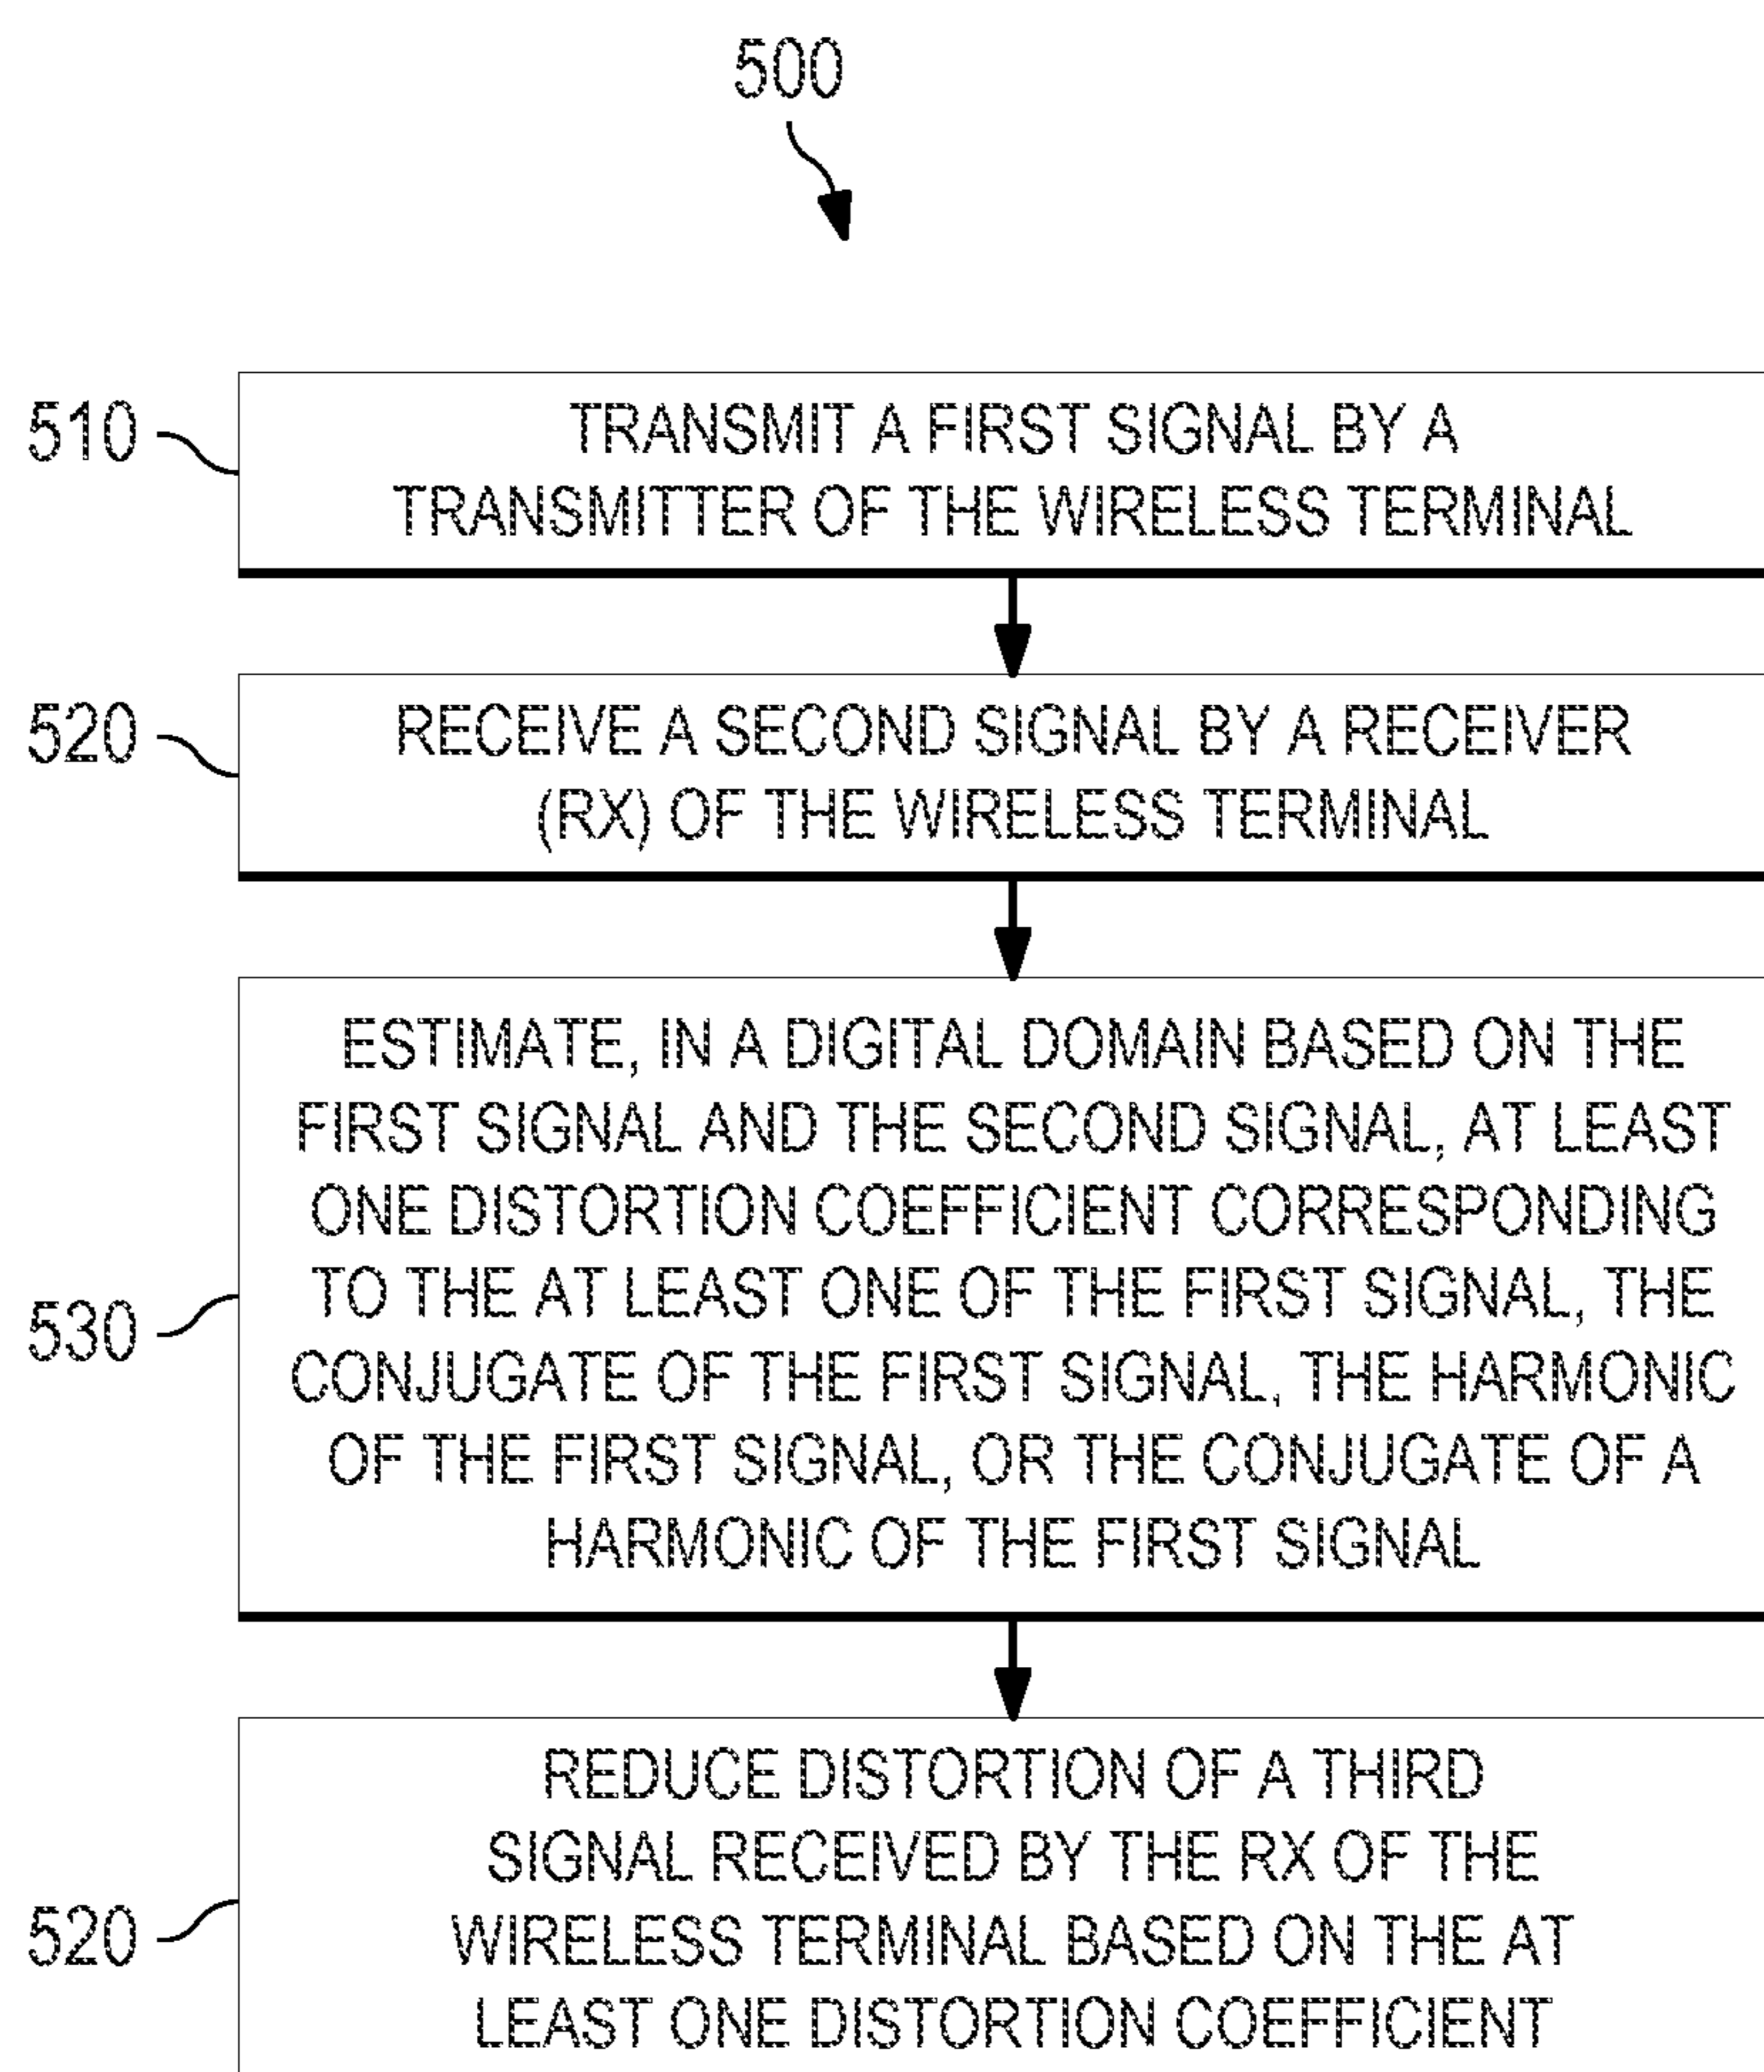 500
510
TRANSMIT A FIRST SIGNAL BY A
TRANSMITTER OF THE WIRELESS TERMINAL
520
RECEIVE A SECOND SIGNAL BY A RECEIVER
(RX) OF THE WIRELESS TERMINAL
530
ESTIMATE, IN A DIGITAL DOMAIN BASED ON THE
FIRST SIGNAL AND THE SECOND SIGNAL, AT LEAST
ONE DISTORTION COEFFICIENT CORRESPONDING
TO THE AT LEAST ONE OF THE FIRST SIGNAL, THE
CONJUGATE OF THE FIRST SIGNAL, THE HARMONIC
OF THE FIRST SIGNAL, OR THE CONJUGATE OF A
HARMONIC OF THE FIRST SIGNAL
520
REDUCE DISTORTION OF A THIRD
SIGNAL RECEIVED BY THE RX OF THE
WIRELESS TERMINAL BASED ON THE AT
LEAST ONE DISTORTION COEFFICIENT